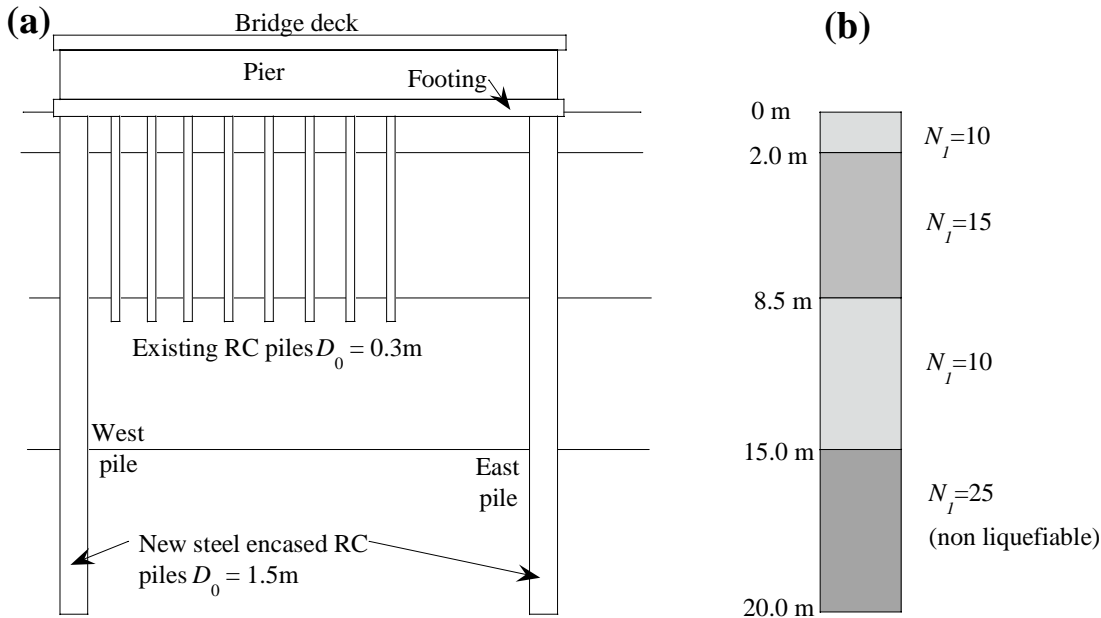 (a)
Bridge deck
Pier
Footing
Existing RC piles D0 = 0.3m
West
pile
East
pile
New steel encased RC
piles D0 = 1.5m
(b)
0 m
N1=10
2.0 m
N1=15
8.5 m
N1=10
15.0 m
N1=25
(non liquefiable)
20.0 m